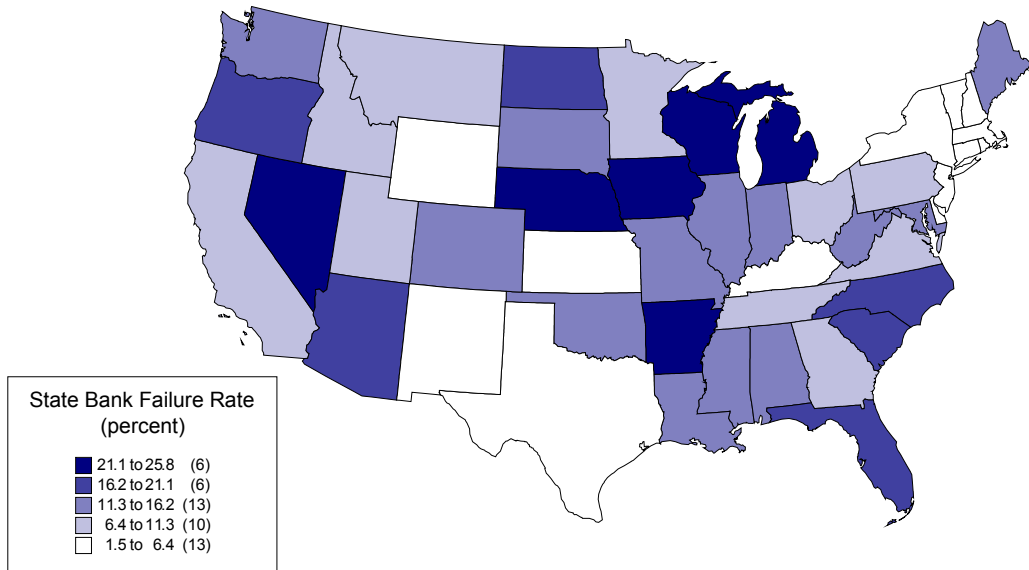 State Bank Failure Rate
(percent)
21.1 to 25.8 (6)
16.2 to 21.1 (6)
11.3 to 16.2 (13)
6.4 to 11.3 (10)
1.5 to 6.4 (13)